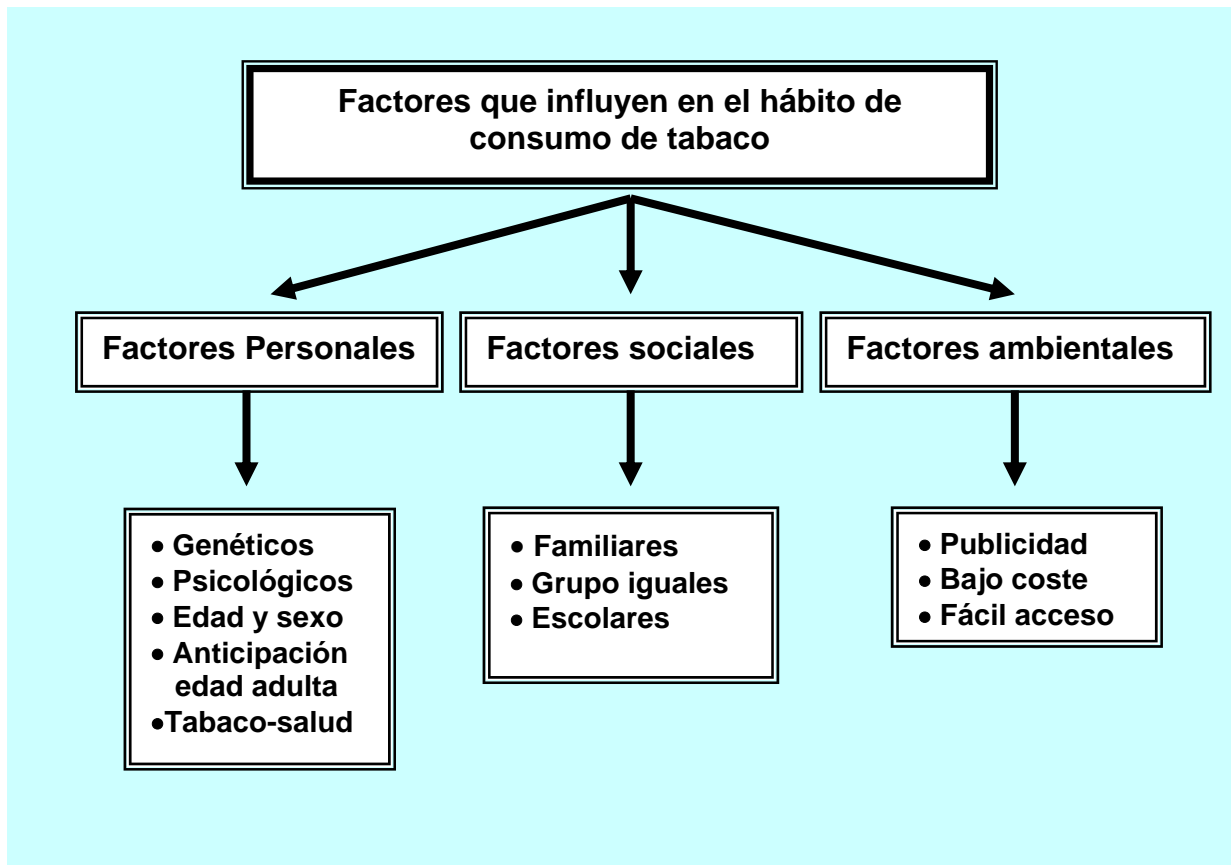 Factores que influyen en el hábito de
consumo de tabaco
Factores Personales
Factores sociales
Factores ambientales
• Genéticos
• Psicológicos
• Edad y sexo
• Anticipación
edad adulta
•Tabaco-salud
• Familiares
• Grupo iguales
• Escolares
• Publicidad
• Bajo coste
• Fácil acceso